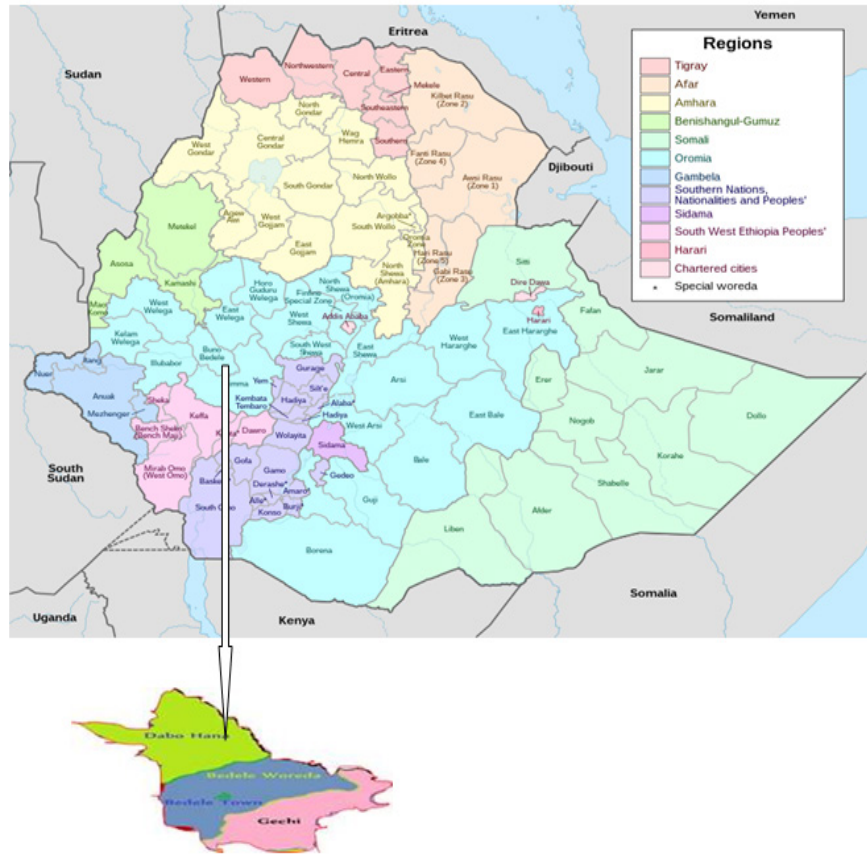 Yemen
Eritrea
Sudan
Regions
Tigray
Afar
Amhara
Benishangul-Gumuz
Somali
Oromia
Gambela
Southern Nations,
Nationalities and Peoples'
Sidama
South West Ethiopia Peoples'
Harari
Chartered cities
* Special woreda
Western
Northwestern
Central
Eastern
Mekele
Southeastern
Southern
Kilbet Rasu
(Zone 2)
North
Gondar
West
Gondar
Central
Gondar
Wag
Hemra
Fanti Rasu
(Zone 4)
Djibouti
Awsi Rasu
(Zone 1)
South Gondar
North Wollo
Argobba*
South Wollo
Agew
Awi
West
Gojjam
East
Gojjam
Oromia
Zone
Hari Rasu
(Zone 5)
Gabi Rasu
(Zone 3)
North
Shewa
(Amhara)
Metekel
Asosa
Kamashi
Mao
Komo
Sitti
Dire Dawa
Harari
Fafan
Somaliland
West
Welega
East
Welega
Horo
Guduru
Welega
Finfine
Special Zone
North
Shewa
(Oromia)
West
Shewa
Addis Ababa
Kelam
Welega
Buno
Bedele
Ilubabor
South West
Shewa
East
Shewa
West
Hararghe
East Hararghe
Jarar
Erer
Nogob
Dollo
Korahe
Shabelle
Afder
Liben
Arsi
East Bale
Bale
West Arsi
Guji
Borena
Nuer
Itang
Anuak
Mezhenger
Sheka
Bench Sheko
(Bench Maji)
Keffa
Mirab Omo
(West Omo)
Yem
Gurage
Silt'e
Hadiya
Kembata
Tembaro
Alaba*
Hadiya
Dawro
Wolayita
Sidama
Gofa
Gamo
Gedeo
Derashe*
Amaro*
Alle*
Burji*
Konso
South Omo
South
Sudan
Uganda
Kenya
Somalia
Dabo Hana
Bedele Woreda
Bedele Town
Gechi